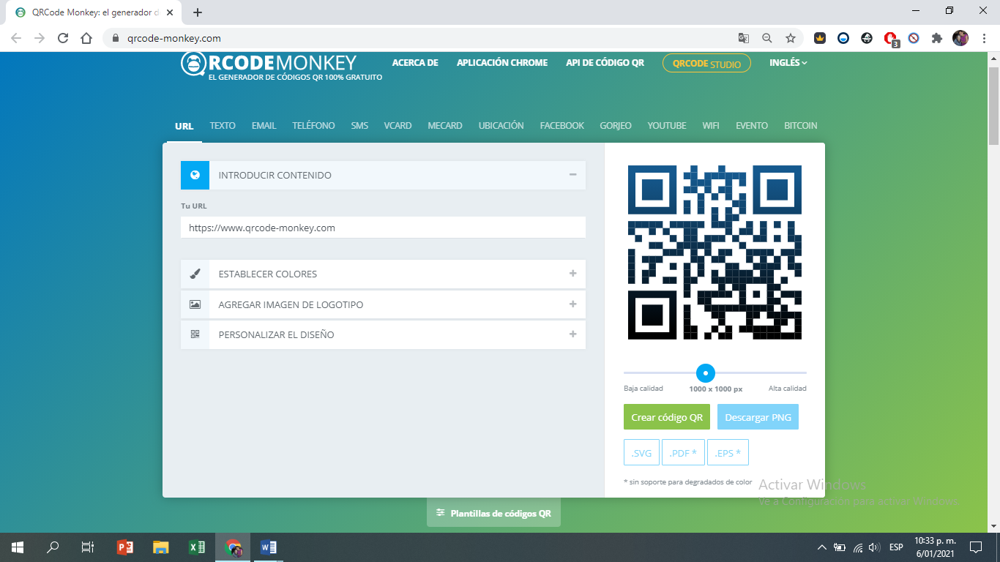 QRCode Monkey: el generador d
qrcode-monkey.com
3
QRCODEMONKEY
EL GENERADOR DE CÓDIGOS QR 100% GRATUITO
ACERCA DE
APLICACIÓN CHROME
API DE CÓDIGO QR
QRCODE STUDIO
INGLÉS
URL
TEXTO
EMAIL
TELÉFONO
SMS
VCARD
MECARD
UBICACIÓN
FACEBOOK
GORJEO
YOUTUBE
WIFI
EVENTO
BITCOIN
INTRODUCIR CONTENIDO
Tu URL
https://www.qrcode-monkey.com
ESTABLECER COLORES
AGREGAR IMAGEN DE LOGOTIPO
PERSONALIZAR EL DISEÑO
Baja calidad
1000 x 1000 px
Alta calidad
Crear código QR
Descargar PNG
.SVG
.PDF *
.EPS *
* sin soporte para degradados de color
Activar Windows
Ve a Configuración para activar Windows.
Plantillas de códigos QR
ESP
10:33 p. m.
6/01/2021